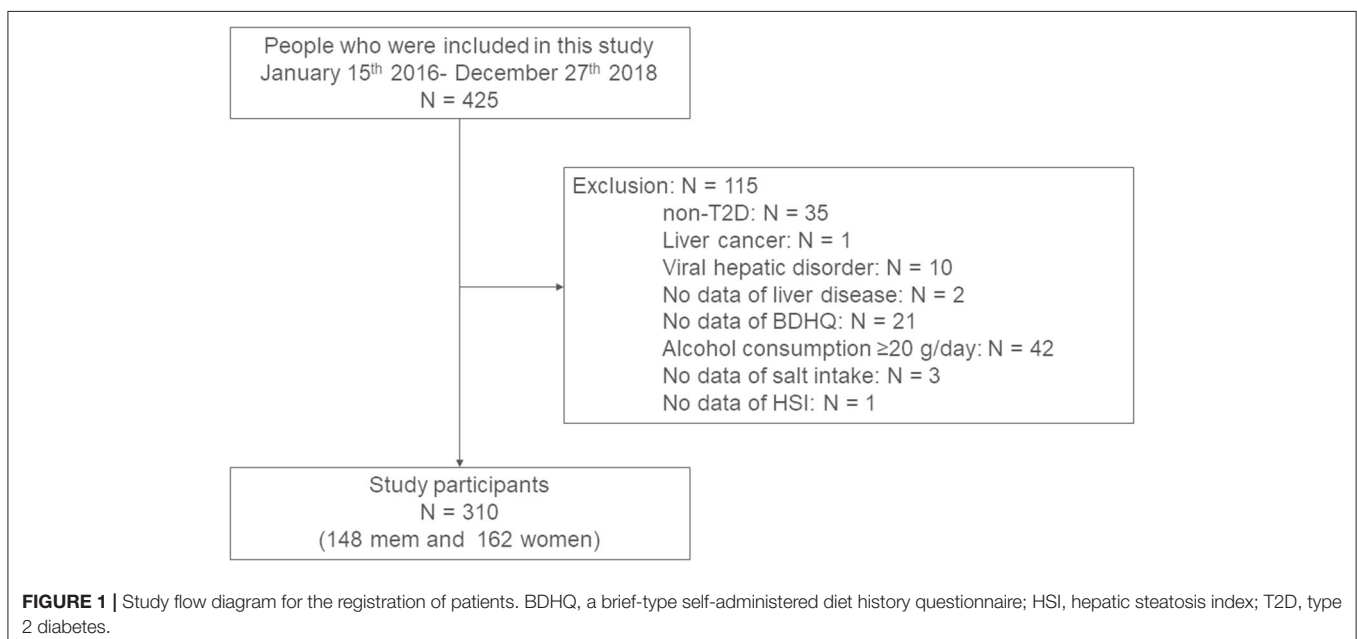 People who were included in this study
January 15th 2016- December 27th 2018
N = 425
Exclusion: N = 115
non-T2D: N = 35
Liver cancer: N = 1
Viral hepatic disorder: N = 10
No data of liver disease: N = 2
No data of BDHQ: N = 21
Alcohol consumption ≥20 g/day: N = 42
No data of salt intake: N = 3
No data of HSI: N = 1
Study participants
N = 310
(148 mem and 162 women)
FIGURE 1 | Study flow diagram for the registration of patients. BDHQ, a brief-type self-administered diet history questionnaire; HSI, hepatic steatosis index; T2D, type
2 diabetes.